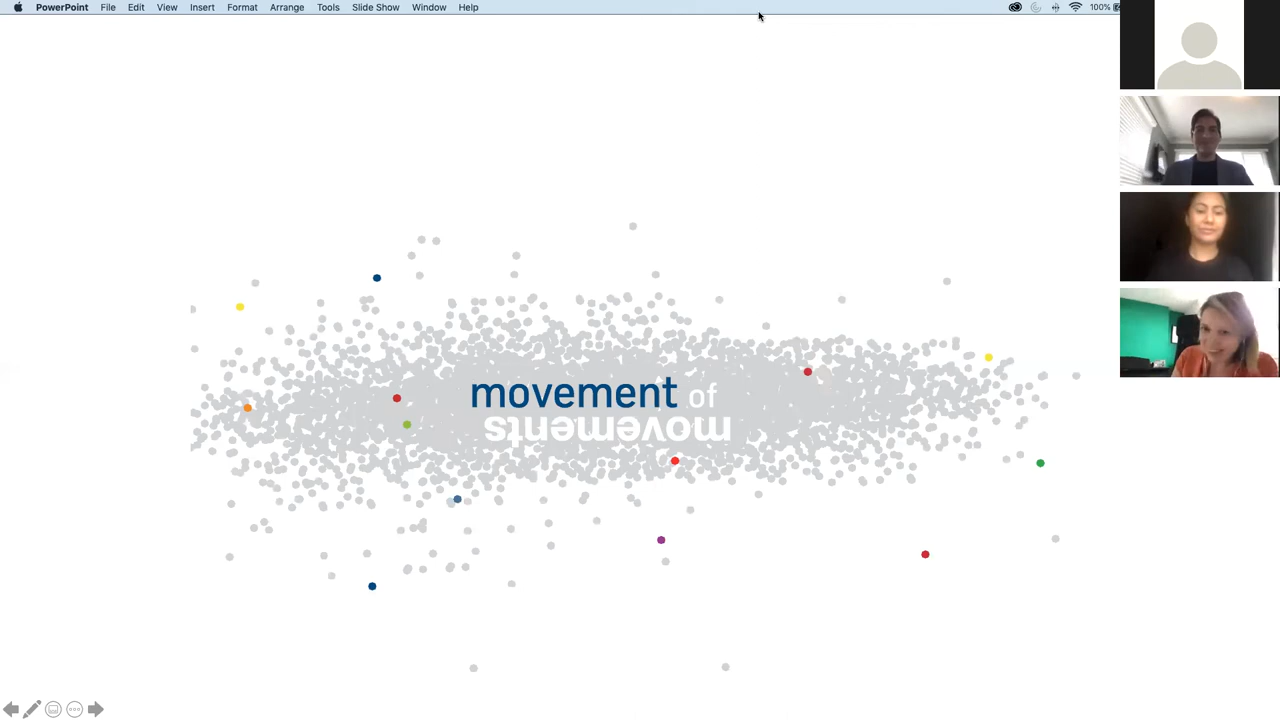 PowerPoint File Edit View Insert Format Arrange Tools Slide Show Window Help 100%
movement of
movements